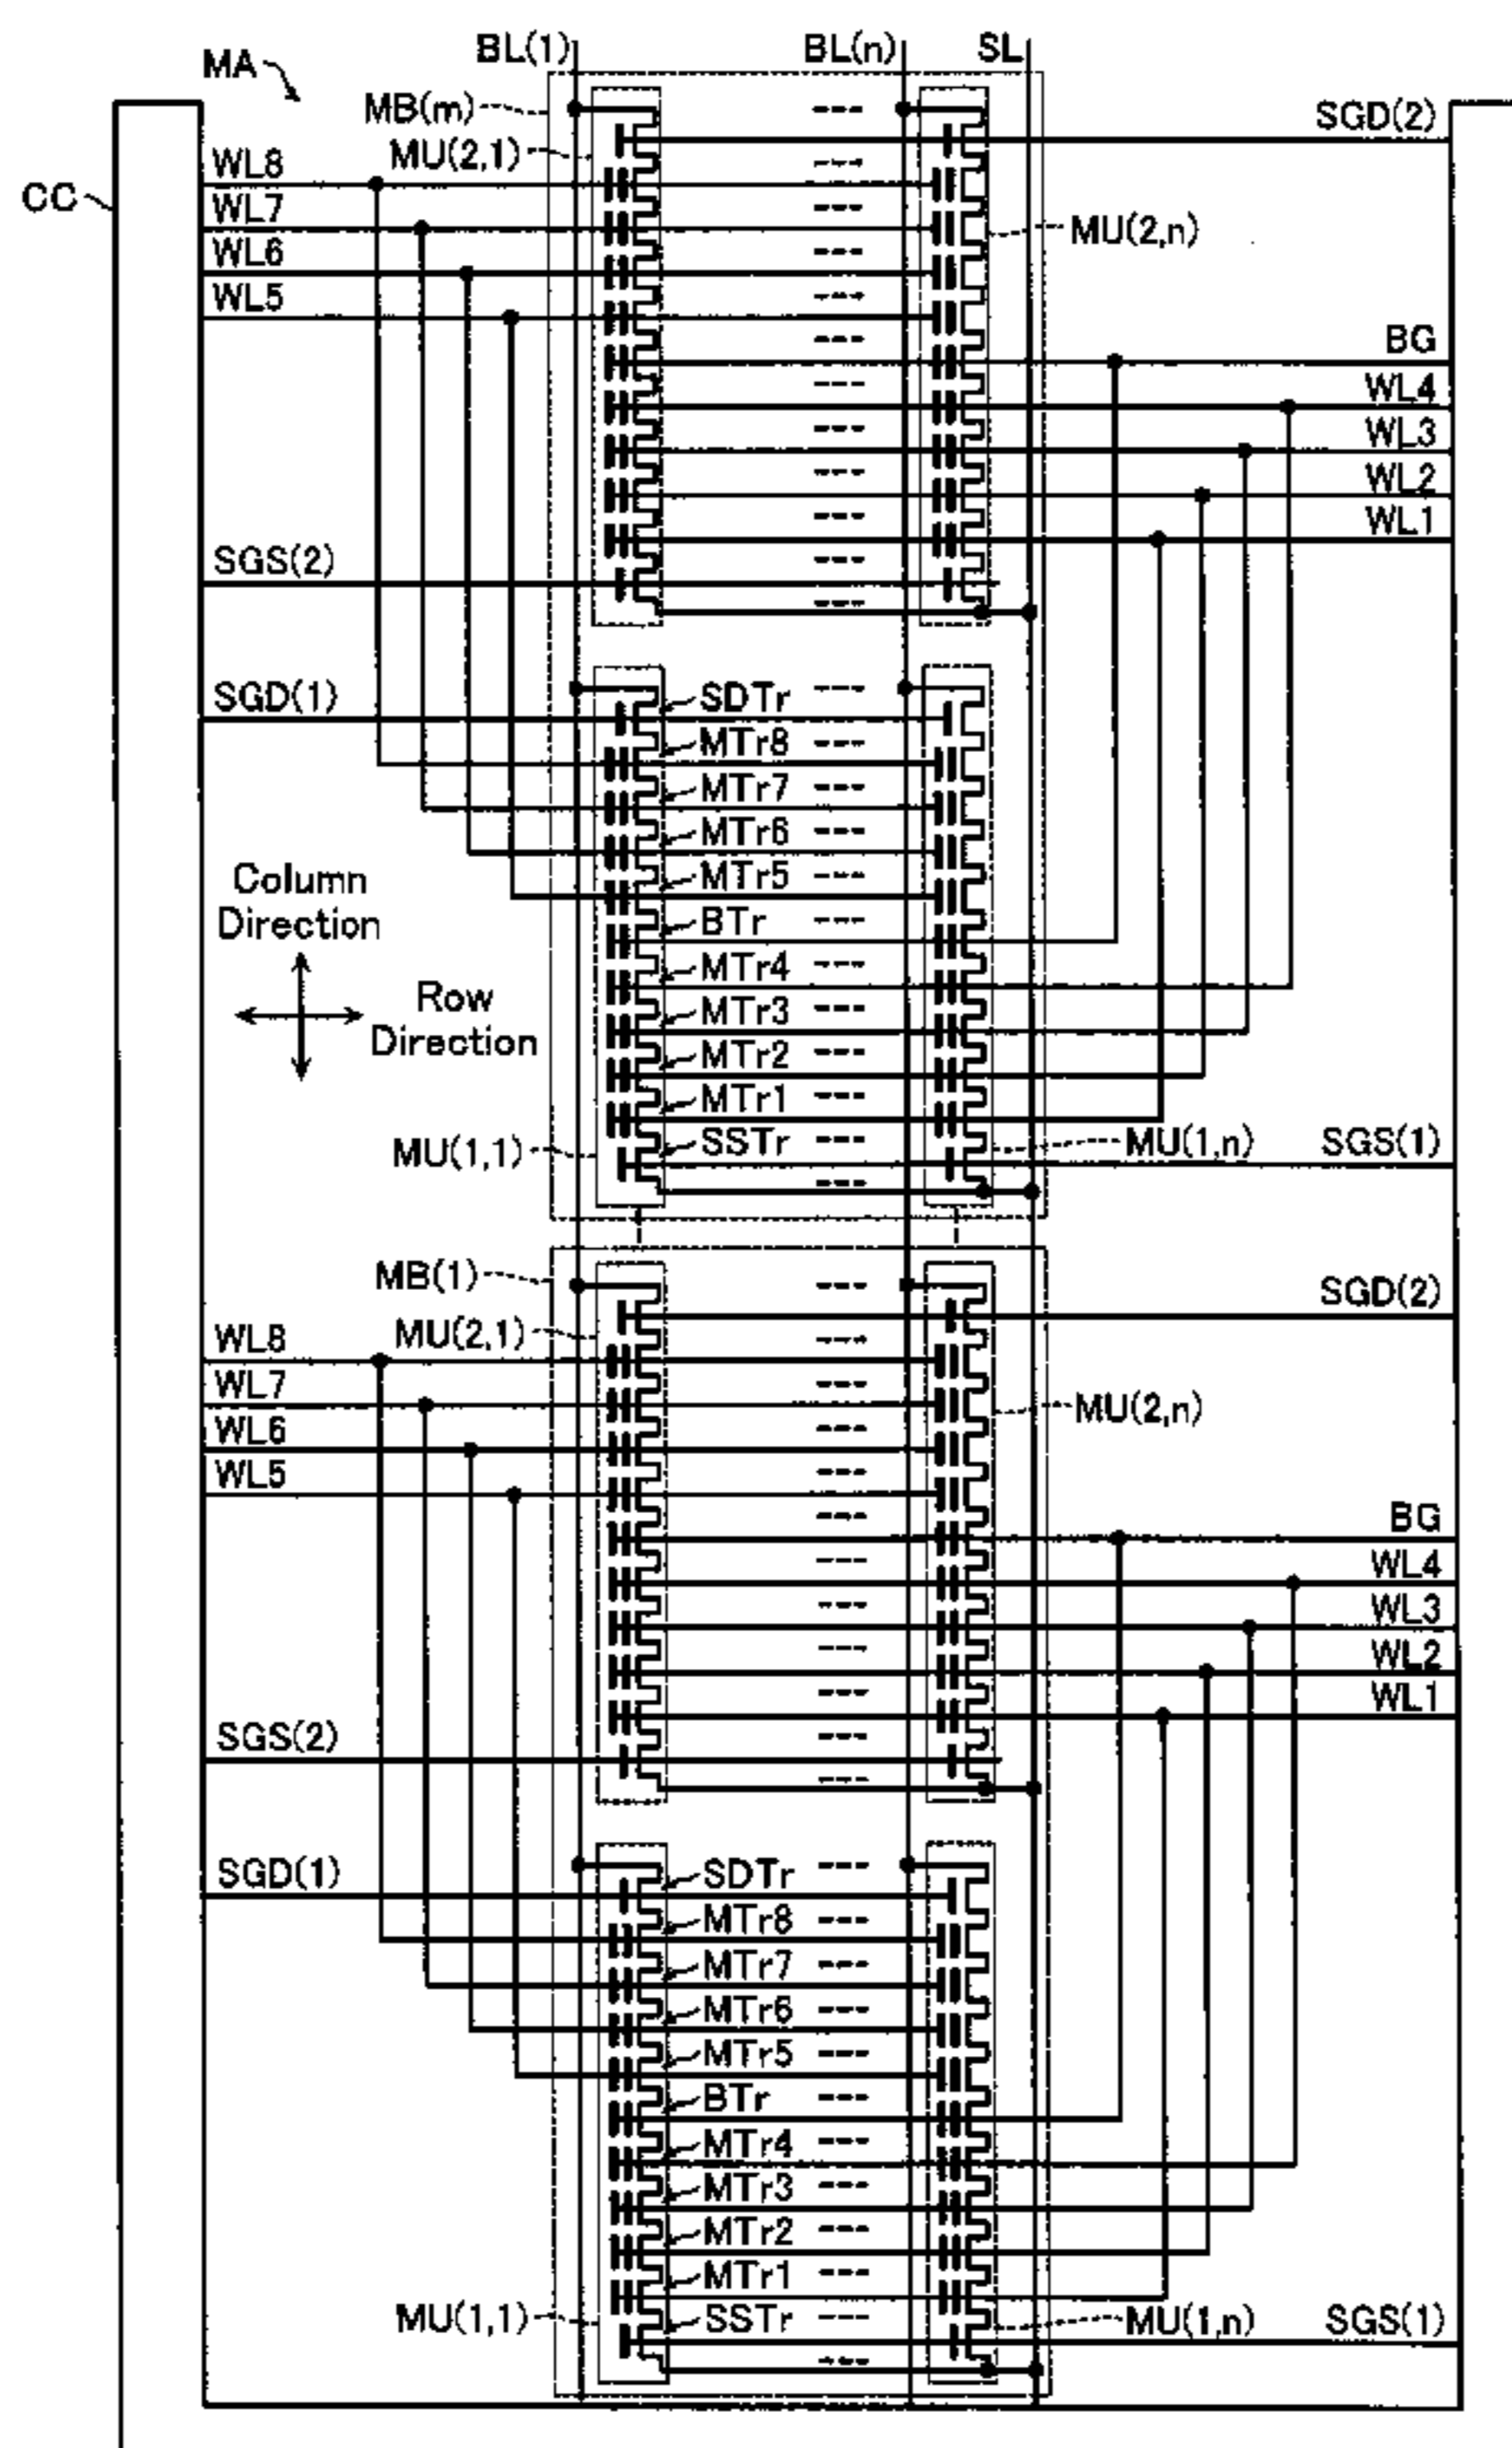 BL(1) BL(n) SL
MA
MB(m)
SGD(2)
MU(2,1)
WL8
CC
WL7
MU(2,n)
WL6
WL5
BG
WL4
WL3
WL2
WL1
SGS(2)
SGD(1)
SDTr
MTr8
MTr7
MTr6
MTr5
Column
Direction
BTr
MTr4
Row
Direction
MTr3
MTr2
MTr1
MU(1,1)
SSTr
MU(1,n)
SGS(1)
MB(1)
SGD(2)
MU(2,1)
WL8
WL7
MU(2,n)
WL6
WL5
BG
WL4
WL3
WL2
WL1
SGS(2)
SGD(1)
SDTr
MTr8
MTr7
MTr6
MTr5
BTr
MTr4
MTr3
MTr2
MTr1
MU(1,1)
SSTr
MU(1,n)
SGS(1)